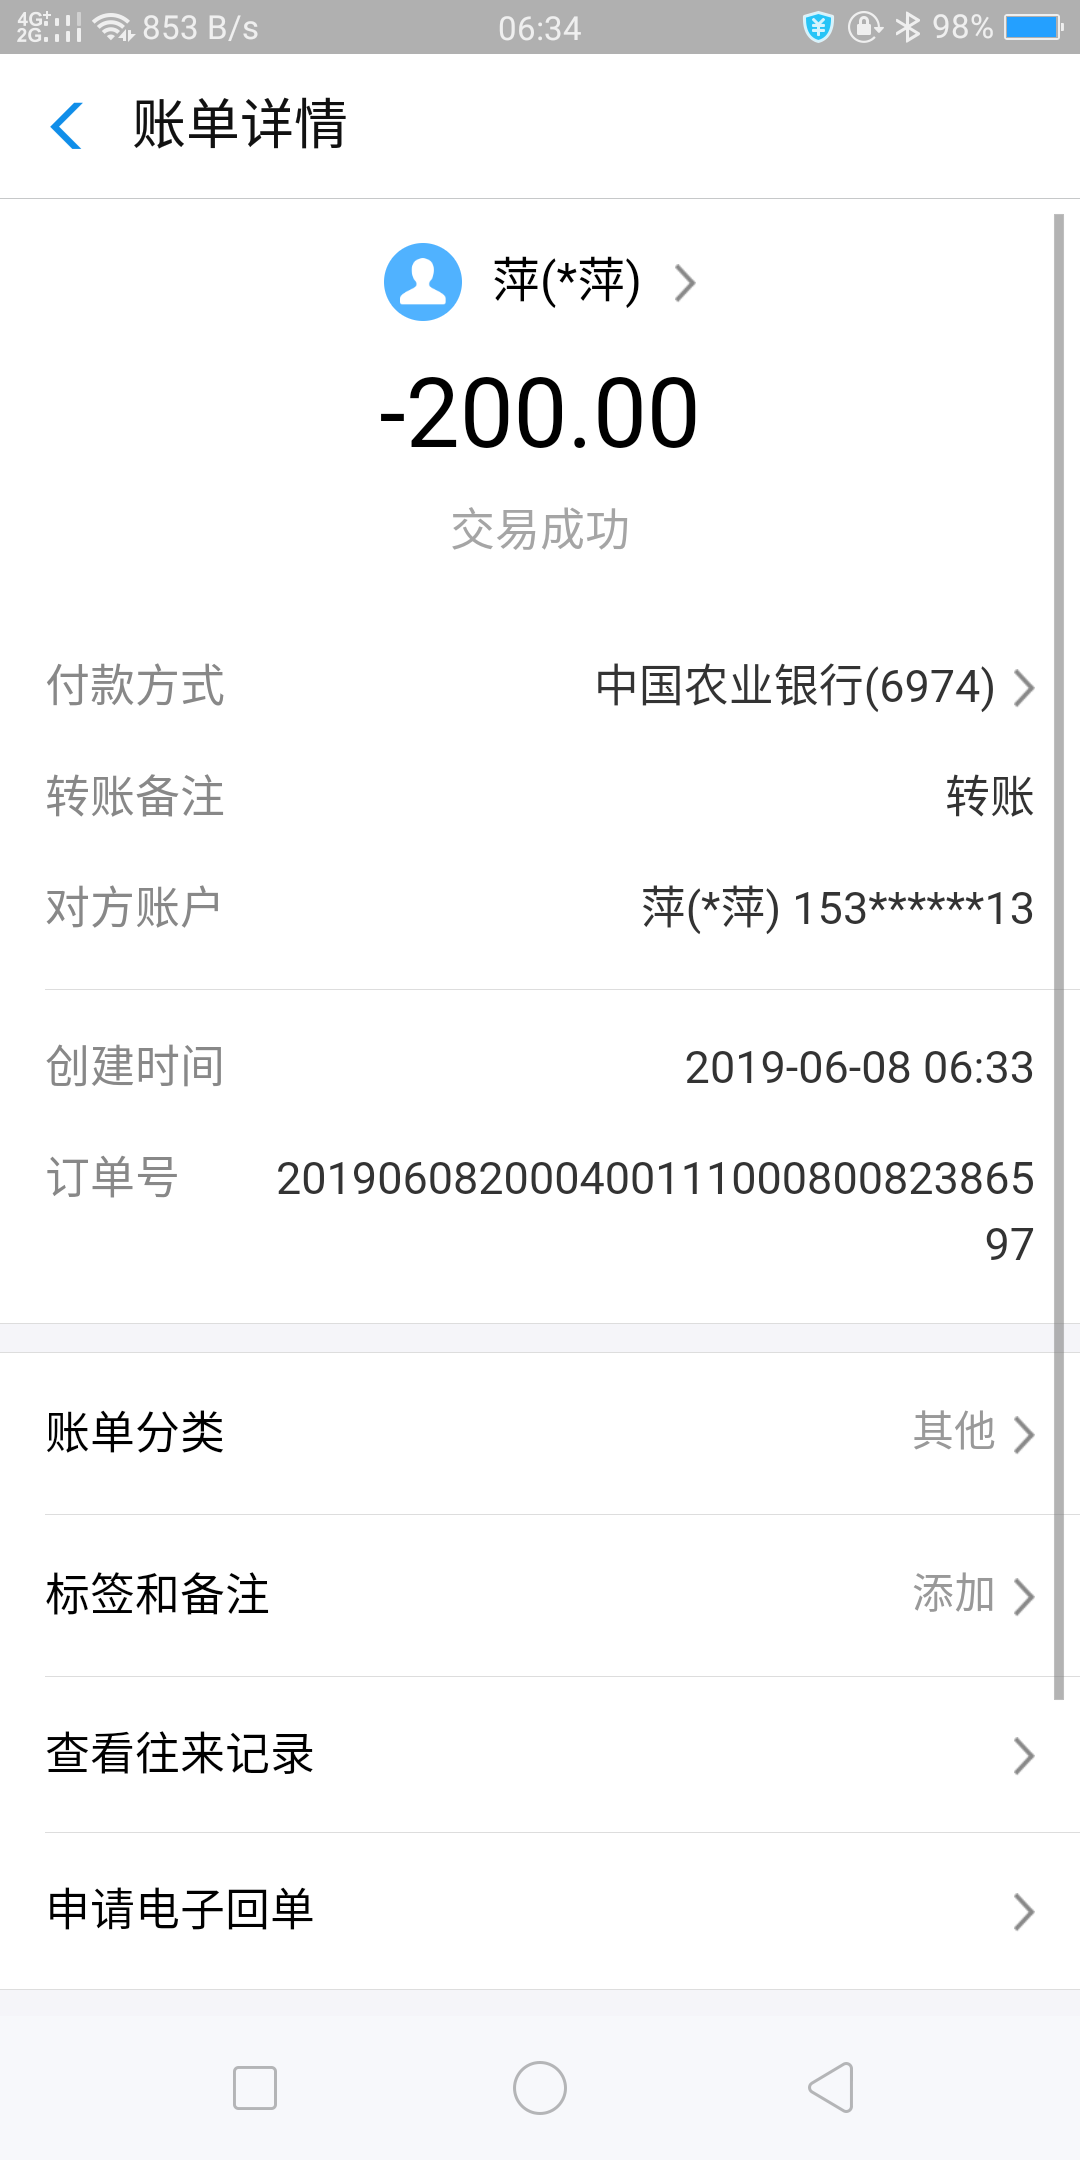 4G+ 2G 853 B/s 06:34 98%
账单详情
萍(*萍)
-200.00
交易成功
付款方式 中国农业银行(6974)
转账备注 转账
对方账户 萍(*萍) 153******13
创建时间 2019-06-08 06:33
订单号 201906082000400111000800823865
97
账单分类 其他
标签和备注 添加
查看往来记录
申请电子回单